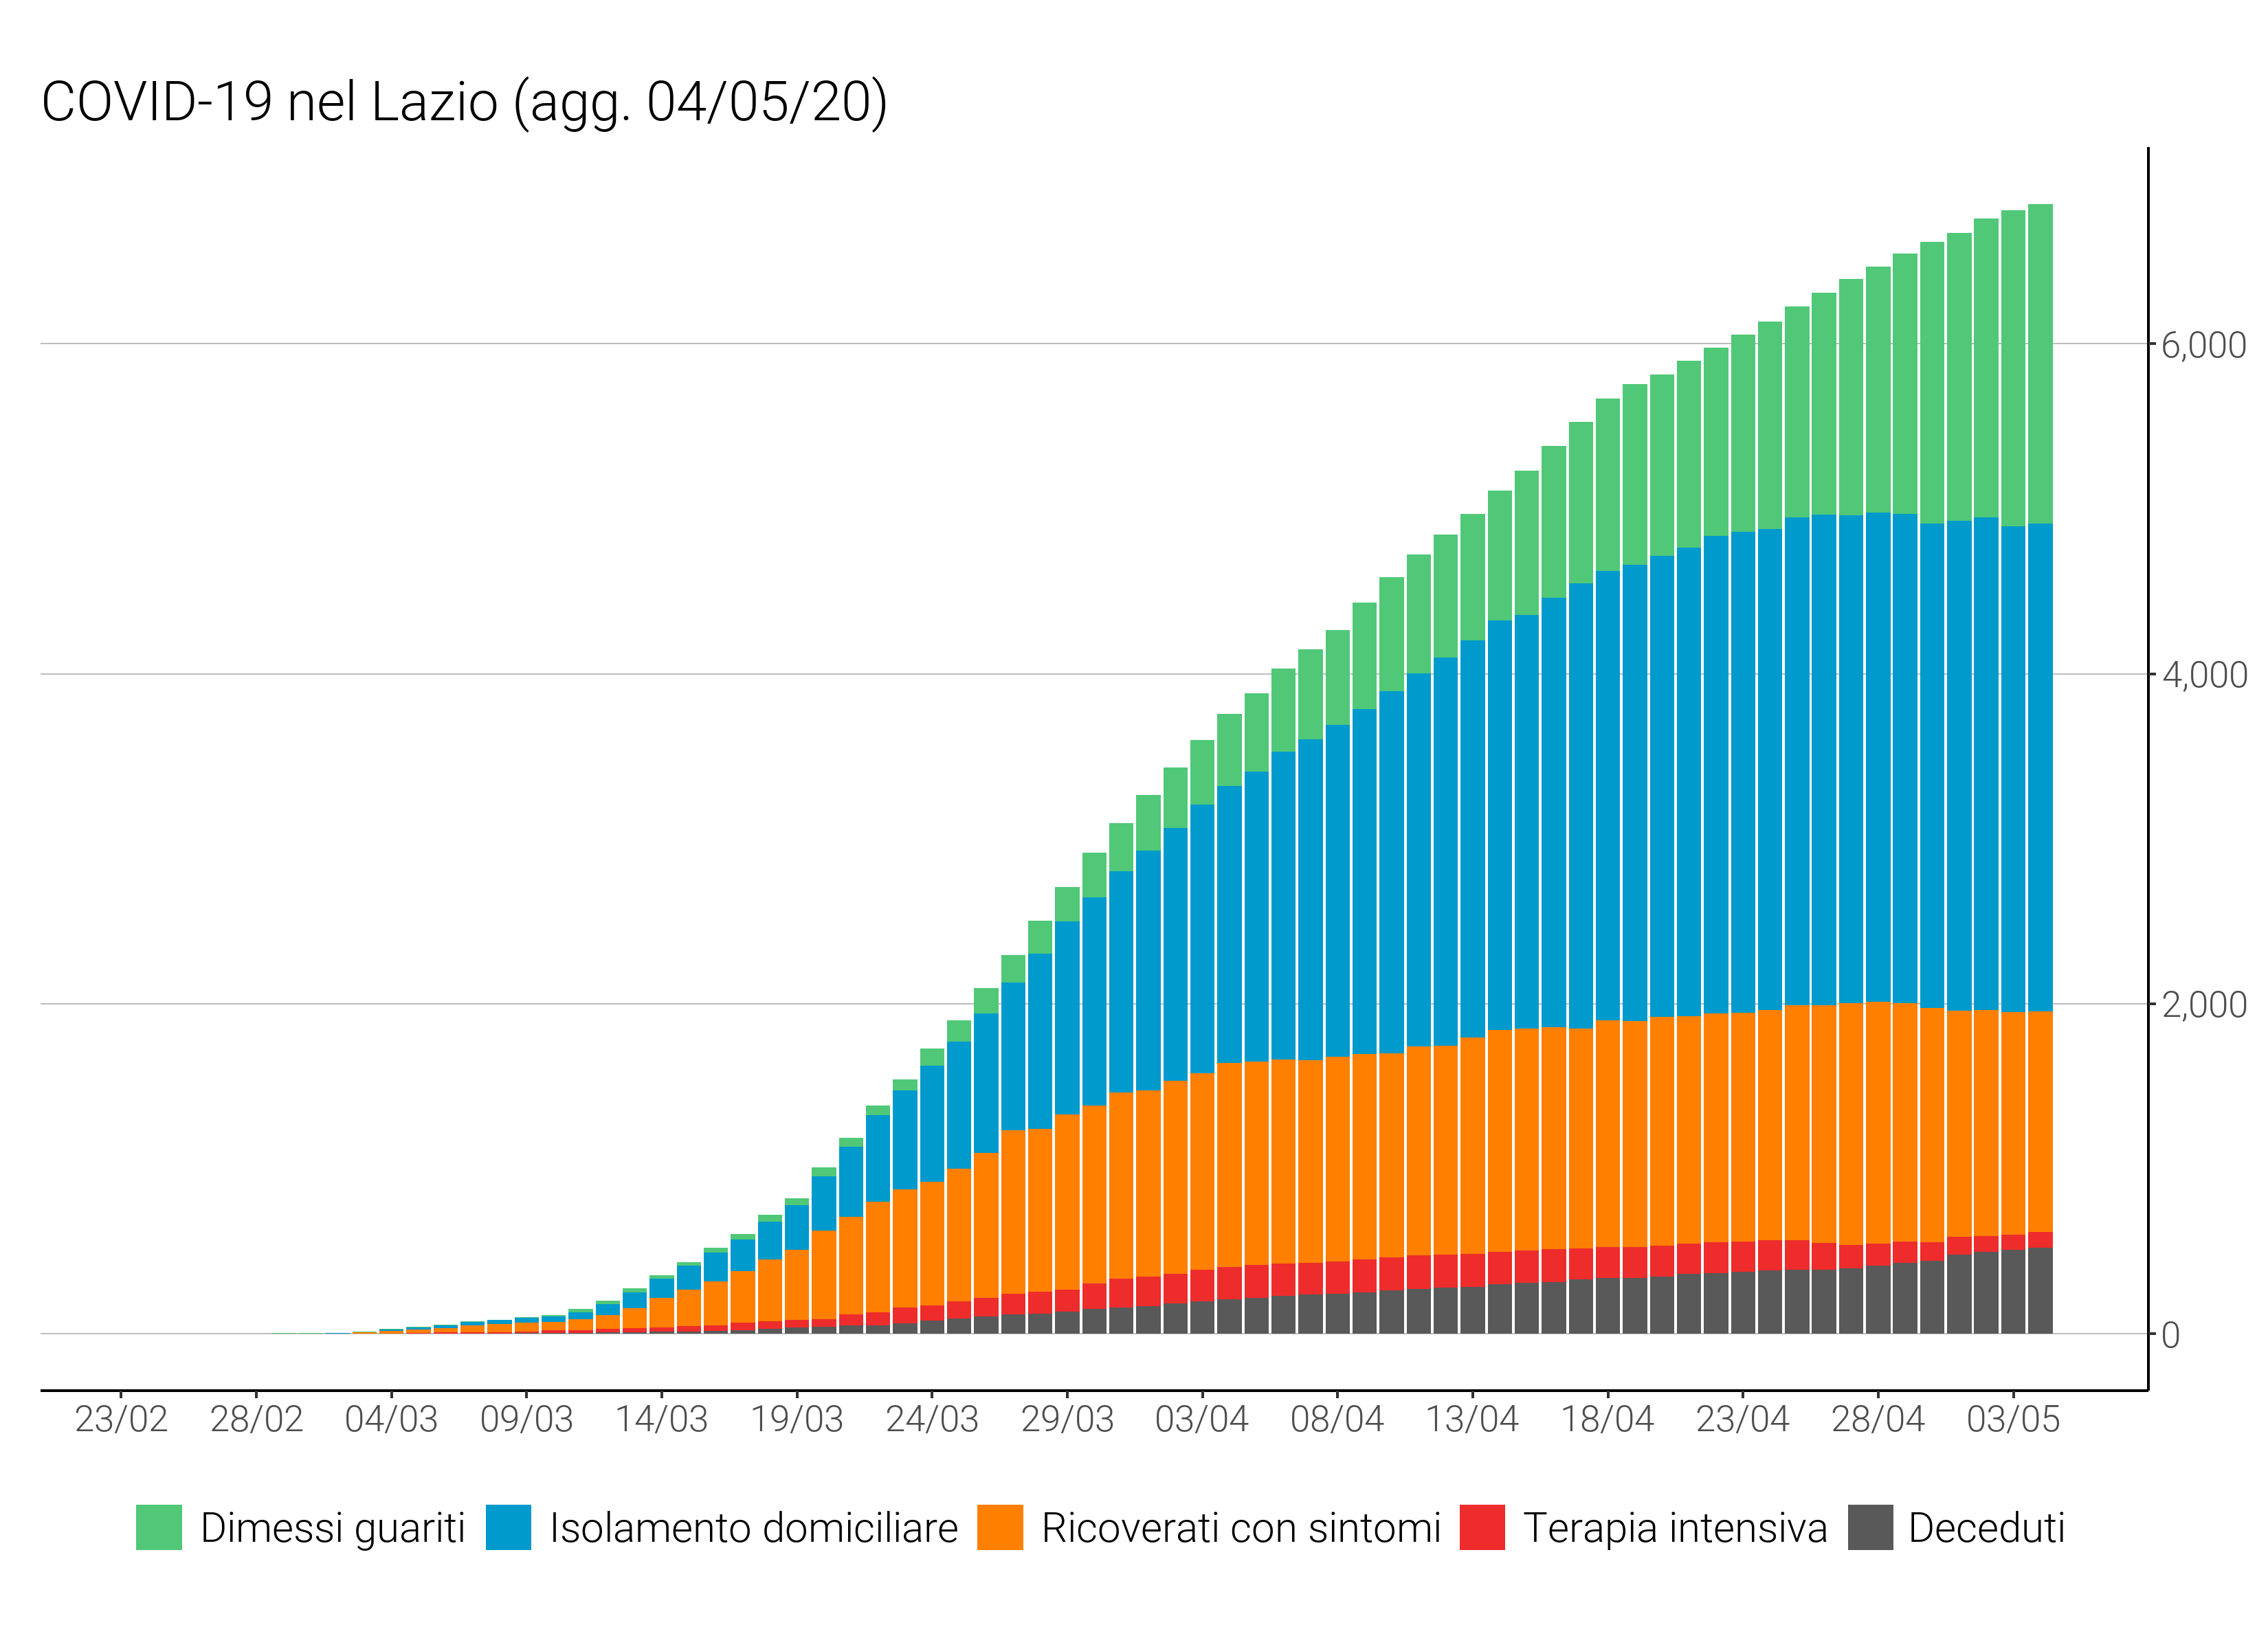 COVID-19 nel Lazio (agg. 04/05/20)
6,000
4,000
2,000
0
23/02 28/02 04/03 09/03 14/03 19/03 24/03 29/03 03/04 08/04 13/04 18/04 23/04 28/04 03/05
Dimessi guariti Isolamento domiciliare Ricoverati con sintomi Terapia intensiva Deceduti